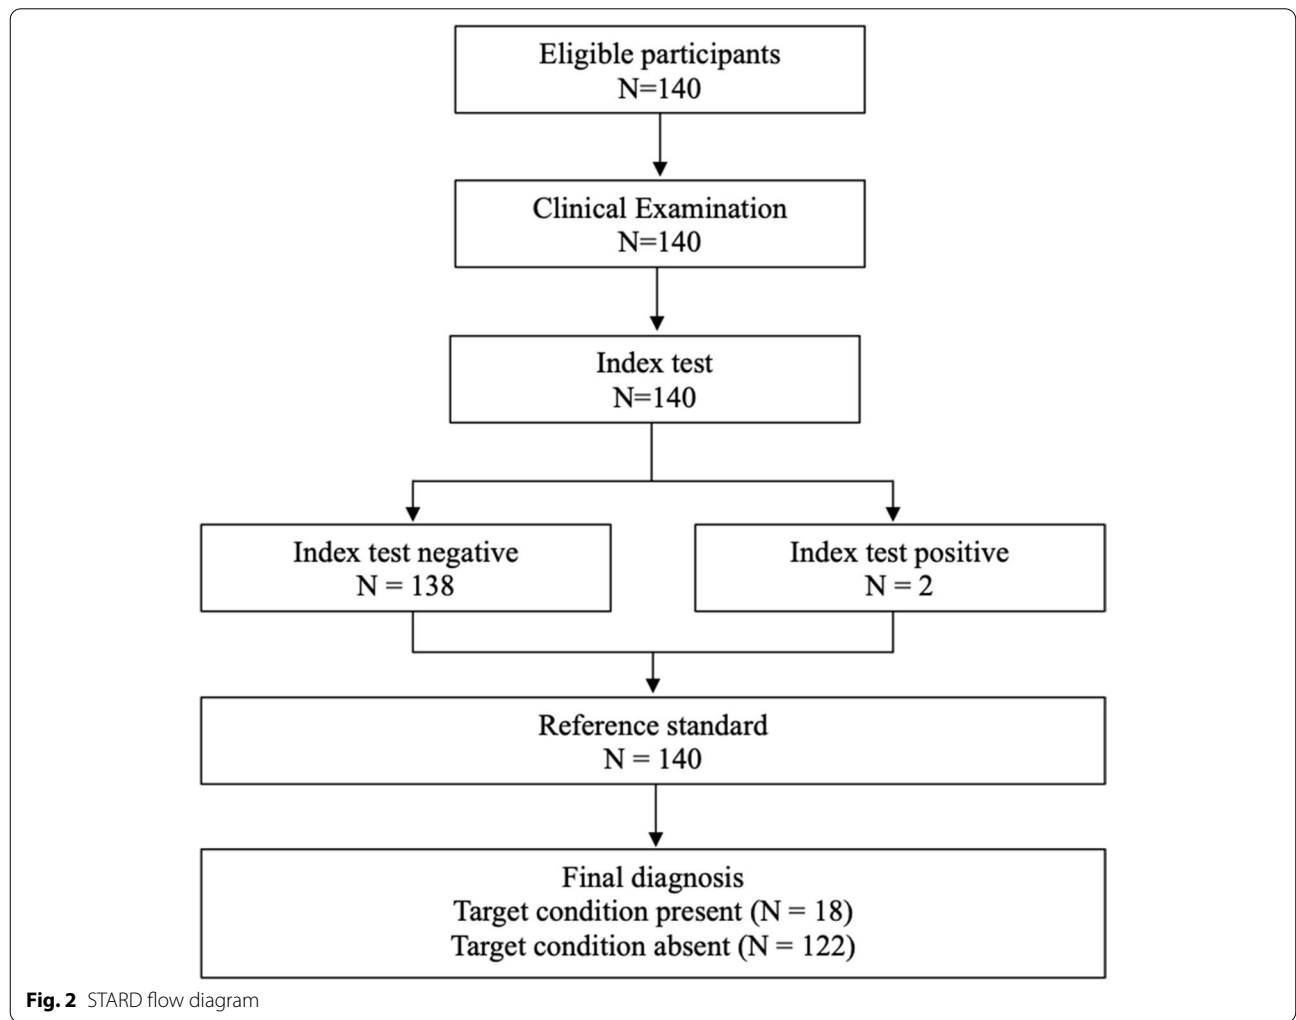 Eligible participants
N=140
Clinical Examination
N=140
Index test
N=140
Index test negative
N = 138
Index test positive
N = 2
Reference standard
N = 140
Final diagnosis
Target condition present (N = 18)
Target condition absent (N = 122)
Fig. 2 STARD flow diagram